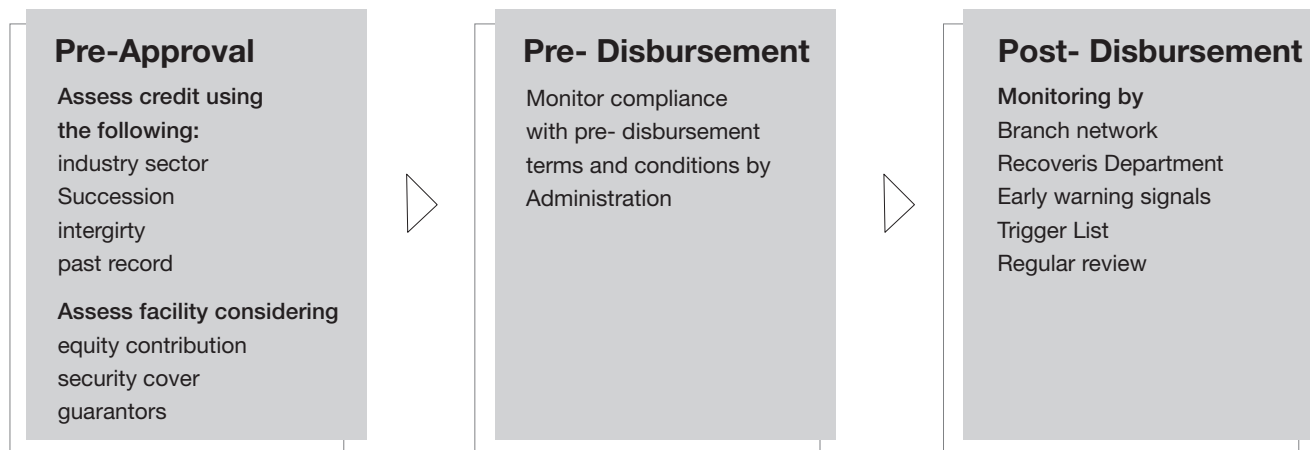 Pre-Approval
Assess credit using
the following:
industry sector
Succession
intergirty
past record
Assess facility considering
equity contribution
security cover
guarantors
Pre- Disbursement
Monitor compliance
with pre- disbursement
terms and conditions by
Administration
Post- Disbursement
Monitoring by
Branch network
Recoveris Department
Early warning signals
Trigger List
Regular review